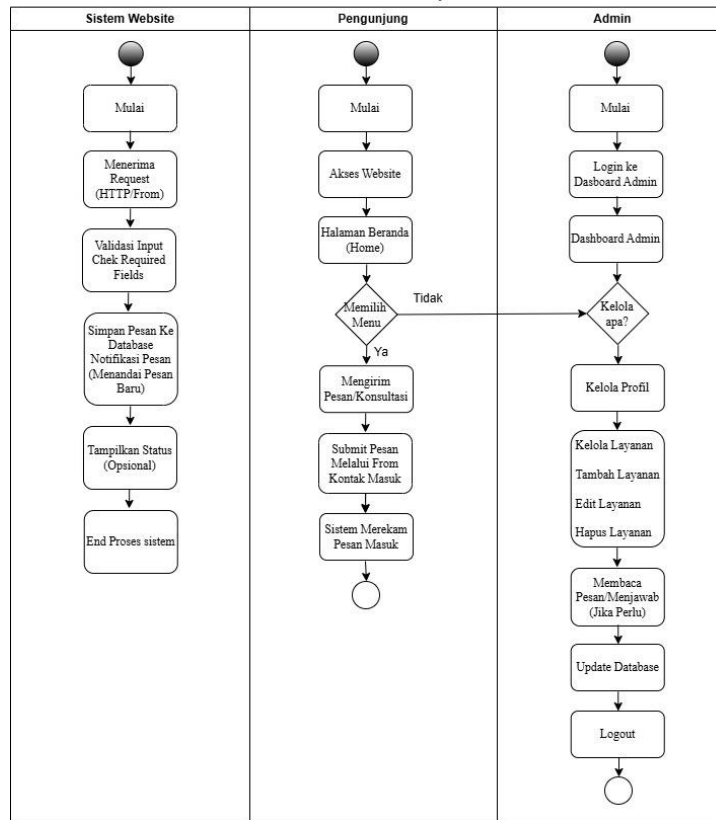 Sistem Website
Pengunjung
Admin
Mulai
Menerima
Request
(HTTP/From)
Validasi Input
Chek Required
Fields
Simpan Pesan Ke
Database
Notifikasi Pesan
(Menandai Pesan
Baru)
Tampilkan Status
(Opsional)
End Proses sistem
Mulai
Akses Website
Halaman Beranda
(Home)
Memilih
Menu
Tidak
Ya
Mengirim
Pesan/Konsultasi
Submit Pesan
Melalui From
Kontak Masuk
Sistem Merekam
Pesan Masuk
Mulai
Login ke
Dasboard Admin
Dashboard Admin
Kelola
apa?
Kelola Profil
Kelola Layanan
Tambah Layanan
Edit Layanan
Hapus Layanan
Membaca
Pesan/Menjawab
(Jika Perlu)
Update Database
Logout